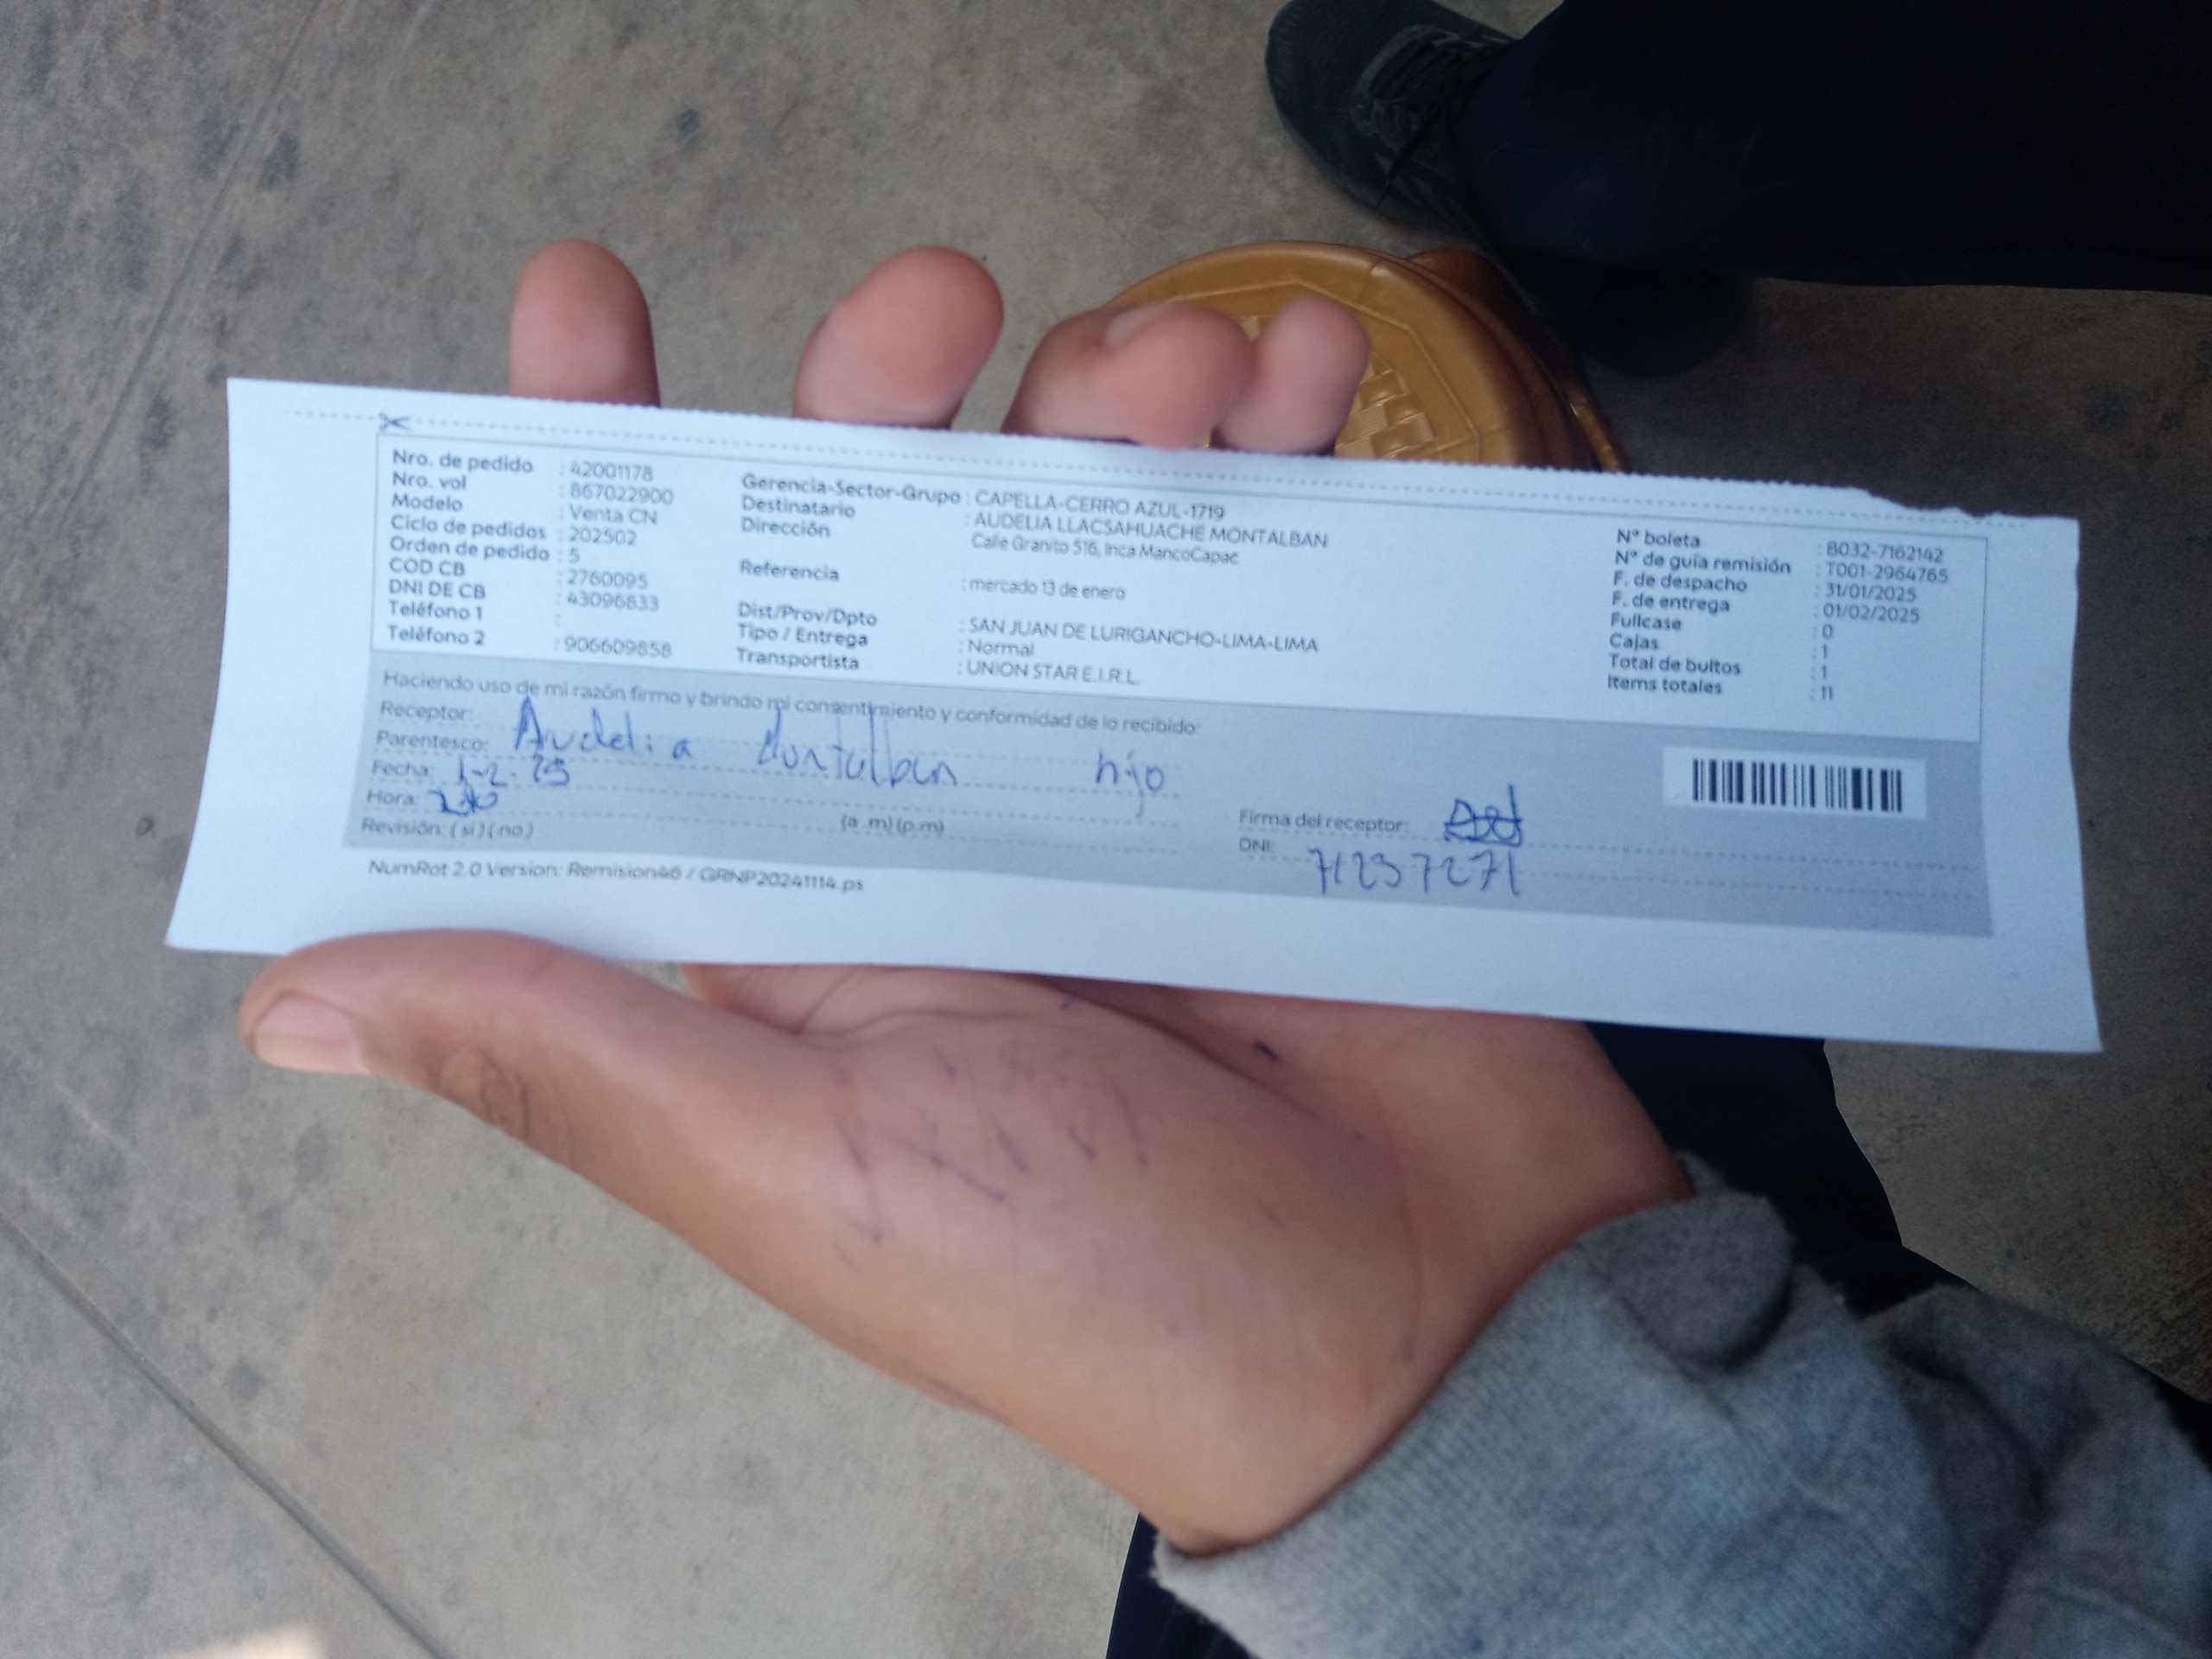 Nro. de pedido : 42001178
Nro. vol : 867022900
Modelo : Venta CN
Ciclo de pedidos : 202502
Orden de pedido : 5
COD CB : 2760095
DNI DE CB : 43096833
Teléfono 1 :
Teléfono 2 : 906609858
Gerencia-Sector-Grupo : CAPELLA-CERRO AZUL-1719
Destinatario : AUDELIA LLACSAHUACHE MONTALBAN
Dirección : Calle Granito 516, Inca MancoCapac
Referencia : mercado 13 de enero
Dist/Prov/Dpto : SAN JUAN DE LURIGANCHO-LIMA-LIMA
Tipo / Entrega : Normal
Transportista : UNION STAR E.I.R.L.
N° boleta : B032-7162142
N° de guía remisión : T001-2964765
F. de despacho : 31/01/2025
F. de entrega : 01/02/2025
Fullcase : 0
Cajas : 1
Total de bultos : 1
Items totales : 11
Haciendo uso de mi razón firmo y brindo mi consentimiento y conformidad de lo recibido:
Receptor: Audelia Montalban hijo
Parentesco:
Fecha: 1-2-25
Hora: (a .m) (p.m)
Revisión: ( si ) ( no )
Firma del receptor:
DNI: 71237271
NumRot 2.0 Version: Remision46 / GRNP20241114.ps